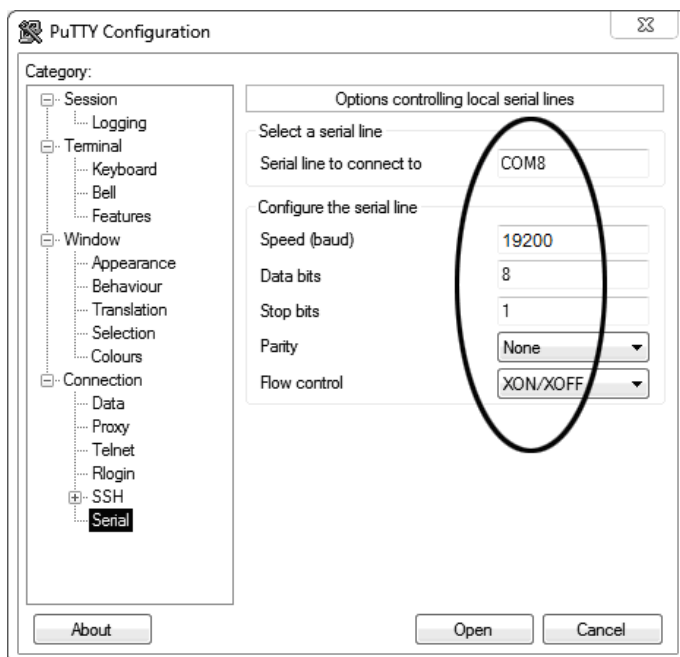 PuTTY Configuration
Category:
Session
Logging
Terminal
Keyboard
Bell
Features
Window
Appearance
Behaviour
Translation
Selection
Colours
Connection
Data
Proxy
Telnet
Rlogin
SSH
Serial
Options controlling local serial lines
Select a serial line
Serial line to connect to COM8
Configure the serial line
Speed (baud) 19200
Data bits 8
Stop bits 1
Parity None
Flow control XON/XOFF
About Open Cancel